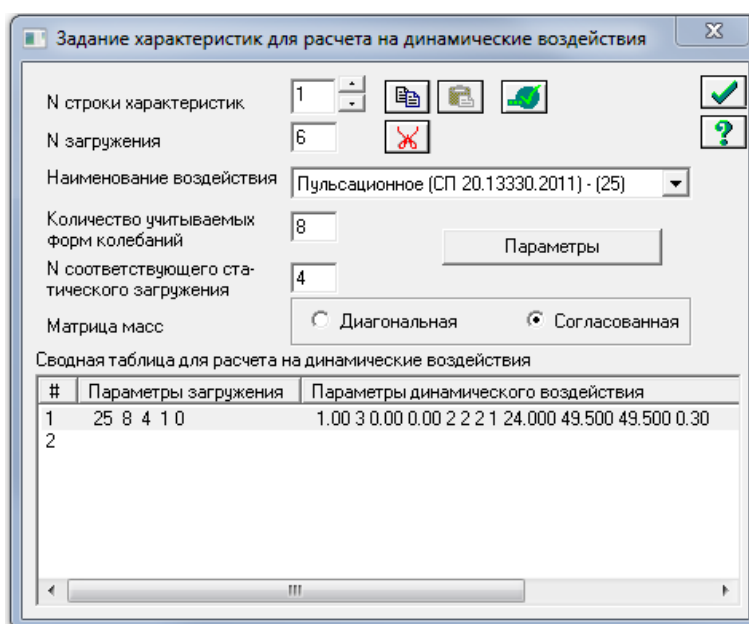 Задание характеристик для расчета на динамические воздействия
N строки характеристик
1
N загружения
6
Наименование воздействия
Пульсационное (СП 20.13330.2011) - (25)
Количество учитываемых
форм колебаний
8
Параметры
N соответствующего ста-
тического загружения
4
Матрица масс
Диагональная
Согласованная
Сводная таблица для расчета на динамические воздействия
# Параметры загружения Параметры динамического воздействия
1 25 8 4 1 0 1.00 3 0.00 0.00 2 2 2 1 24.000 49.500 49.500 0.30
2